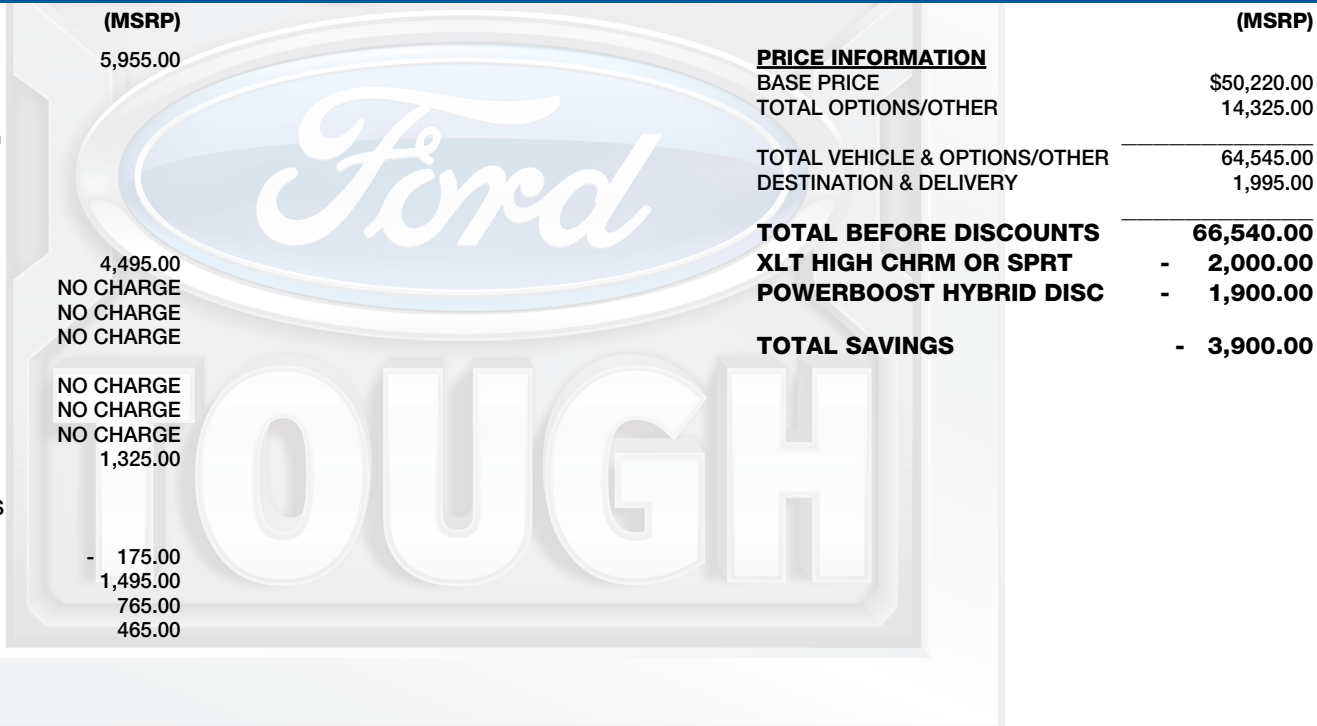 (MSRP)
5,955.00
4,495.00
NO CHARGE
NO CHARGE
NO CHARGE
NO CHARGE
NO CHARGE
NO CHARGE
1,325.00
S
- 175.00
1,495.00
765.00
465.00
Ford
TOUGH
(MSRP)
PRICE INFORMATION
BASE PRICE $50,220.00
TOTAL OPTIONS/OTHER 14,325.00
TOTAL VEHICLE & OPTIONS/OTHER 64,545.00
DESTINATION & DELIVERY 1,995.00
TOTAL BEFORE DISCOUNTS 66,540.00
XLT HIGH CHRM OR SPRT - 2,000.00
POWERBOOST HYBRID DISC - 1,900.00
TOTAL SAVINGS - 3,900.00